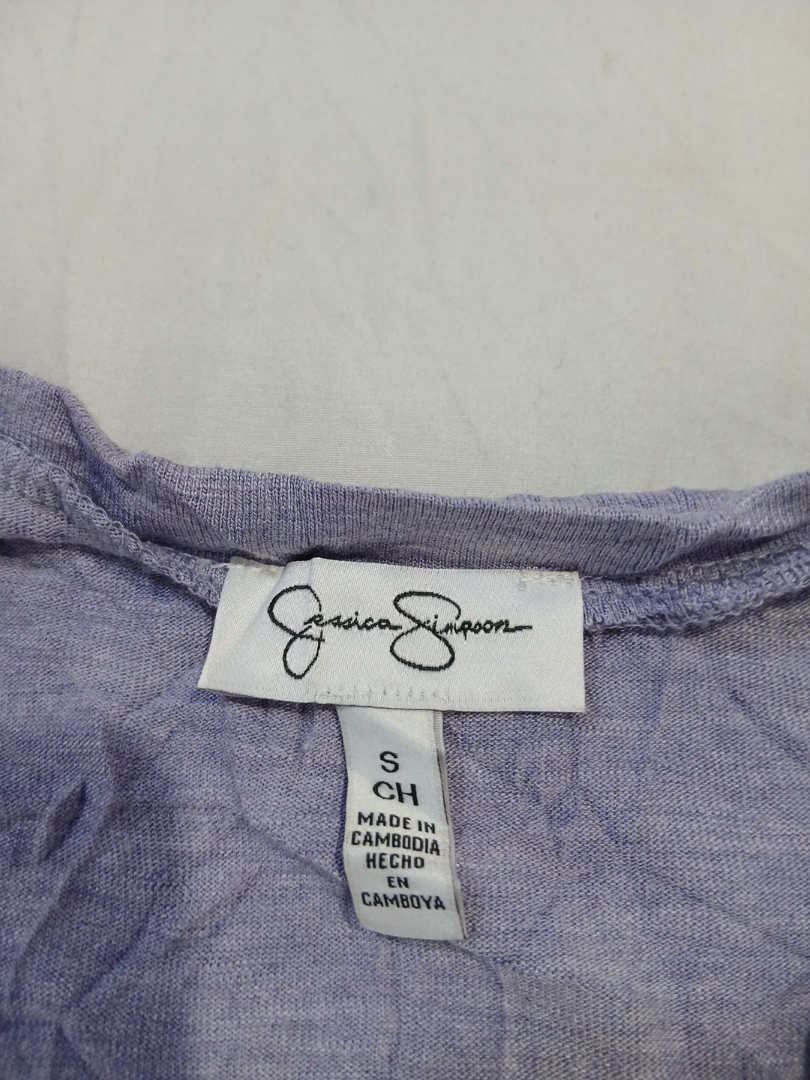 Jessica Simpson
S
CH
MADE IN
CAMBODIA
HECHO
EN
CAMBOYA